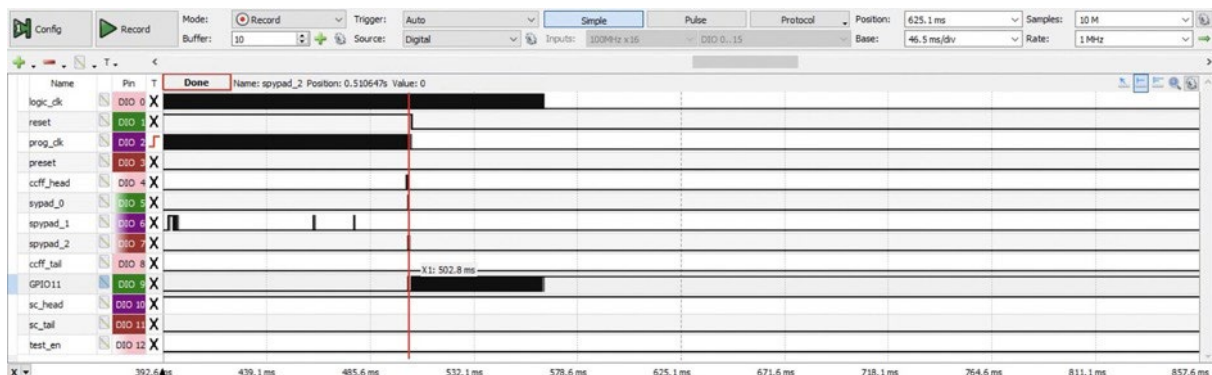 Config
Record
Mode: Record Trigger: Auto Simple Pulse Protocol Position: 625.1 ms Samples: 10 M
Buffer: 10 Source: Digital Inputs: 100MHz x16 DIO 0..15 Base: 46.5 ms/div Rate: 1 MHz
T
Name Pin T Done Name: spypad_2 Position: 0.510647s Value: 0
logic_clk DIO 0 X
reset DIO 1 X
prog_clk DIO 2
preset DIO 3 X
ccff_head DIO 4 X
sypad_0 DIO 5 X
spypad_1 DIO 6 X
spypad_2 DIO 7 X
ccff_tail DIO 8 X
X1: 502.8 ms
GPIO11 DIO 9 X
sc_head DIO 10 X
sc_tail DIO 11 X
test_en DIO 12 X
X 392.6 ms 439.1 ms 485.6 ms 532.1 ms 578.6 ms 625.1 ms 671.6 ms 718.1 ms 764.6 ms 811.1 ms 857.6 ms